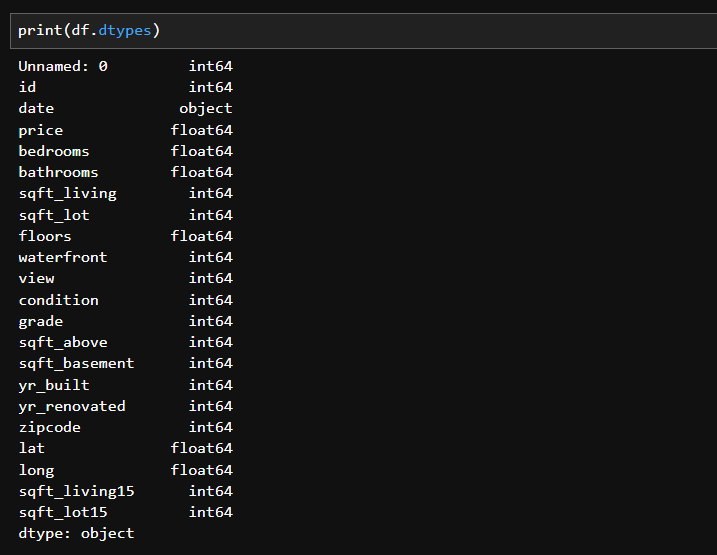 print(df.dtypes)
Unnamed: 0 int64
id int64
date object
price float64
bedrooms float64
bathrooms float64
sqft_living int64
sqft_lot int64
floors float64
waterfront int64
view int64
condition int64
grade int64
sqft_above int64
sqft_basement int64
yr_built int64
yr_renovated int64
zipcode int64
lat float64
long float64
sqft_living15 int64
sqft_lot15 int64
dtype: object